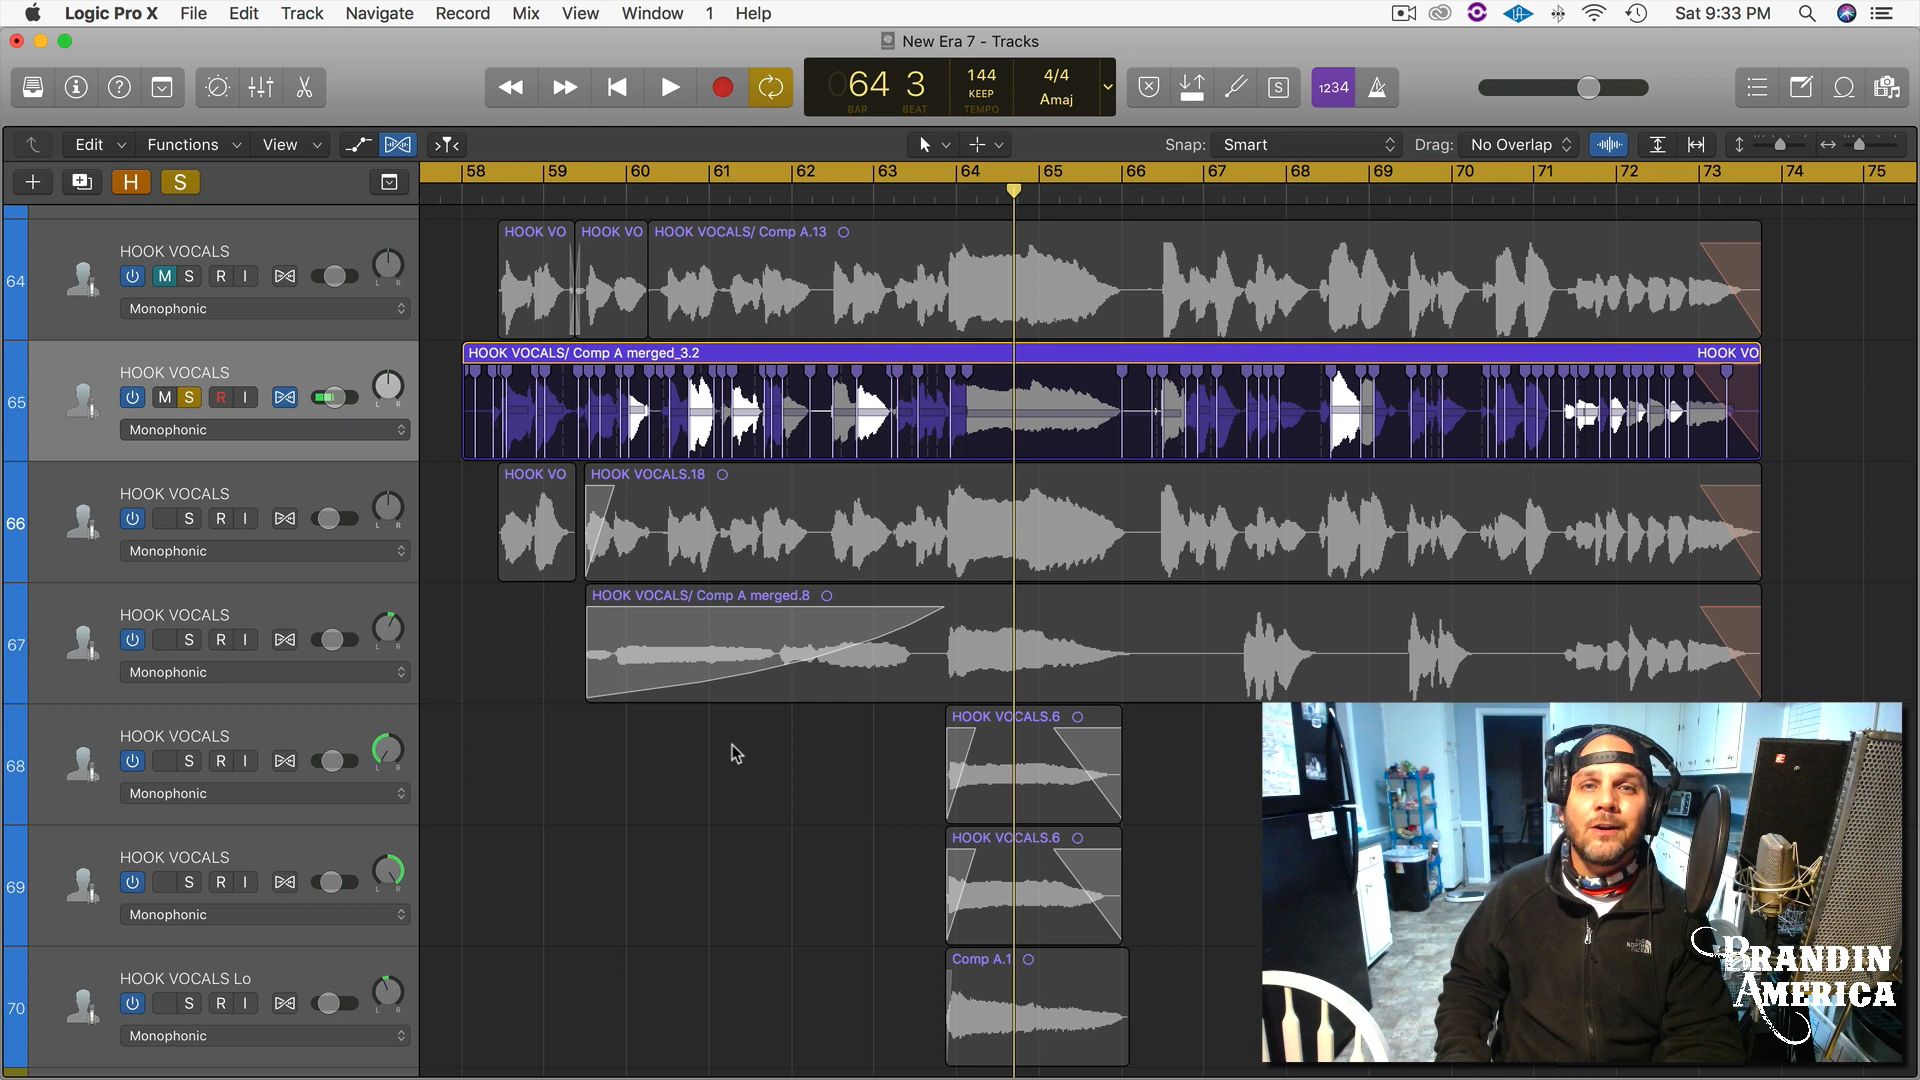 Logic Pro X File Edit Track Navigate Record Mix View Window 1 Help Sat 9:33 PM
New Era 7 - Tracks
64 3 144 4/4
KEEP Amaj
BAR BEAT TEMPO
S 1234
Edit Functions View Snap: Smart Drag: No Overlap
H S
58 59 60 61 62 63 64 65 66 67 68 69 70 71 72 73 74 75
64 HOOK VOCALS
M S R I
L R
Monophonic
HOOK VO HOOK VO HOOK VOCALS/ Comp A.13
65 HOOK VOCALS
M S R I
L R
Monophonic
HOOK VOCALS/ Comp A merged_3.2 HOOK VO
66 HOOK VOCALS
S R I
L R
Monophonic
HOOK VO HOOK VOCALS.18
67 HOOK VOCALS
S R I
L R
Monophonic
HOOK VOCALS/ Comp A merged.8
68 HOOK VOCALS
S R I
L R
Monophonic
HOOK VOCALS.6
69 HOOK VOCALS
S R I
L R
Monophonic
HOOK VOCALS.6
70 HOOK VOCALS Lo
S R I
L R
Monophonic
Comp A.1
THE NORTH FACE
BRANDIN
AMERICA